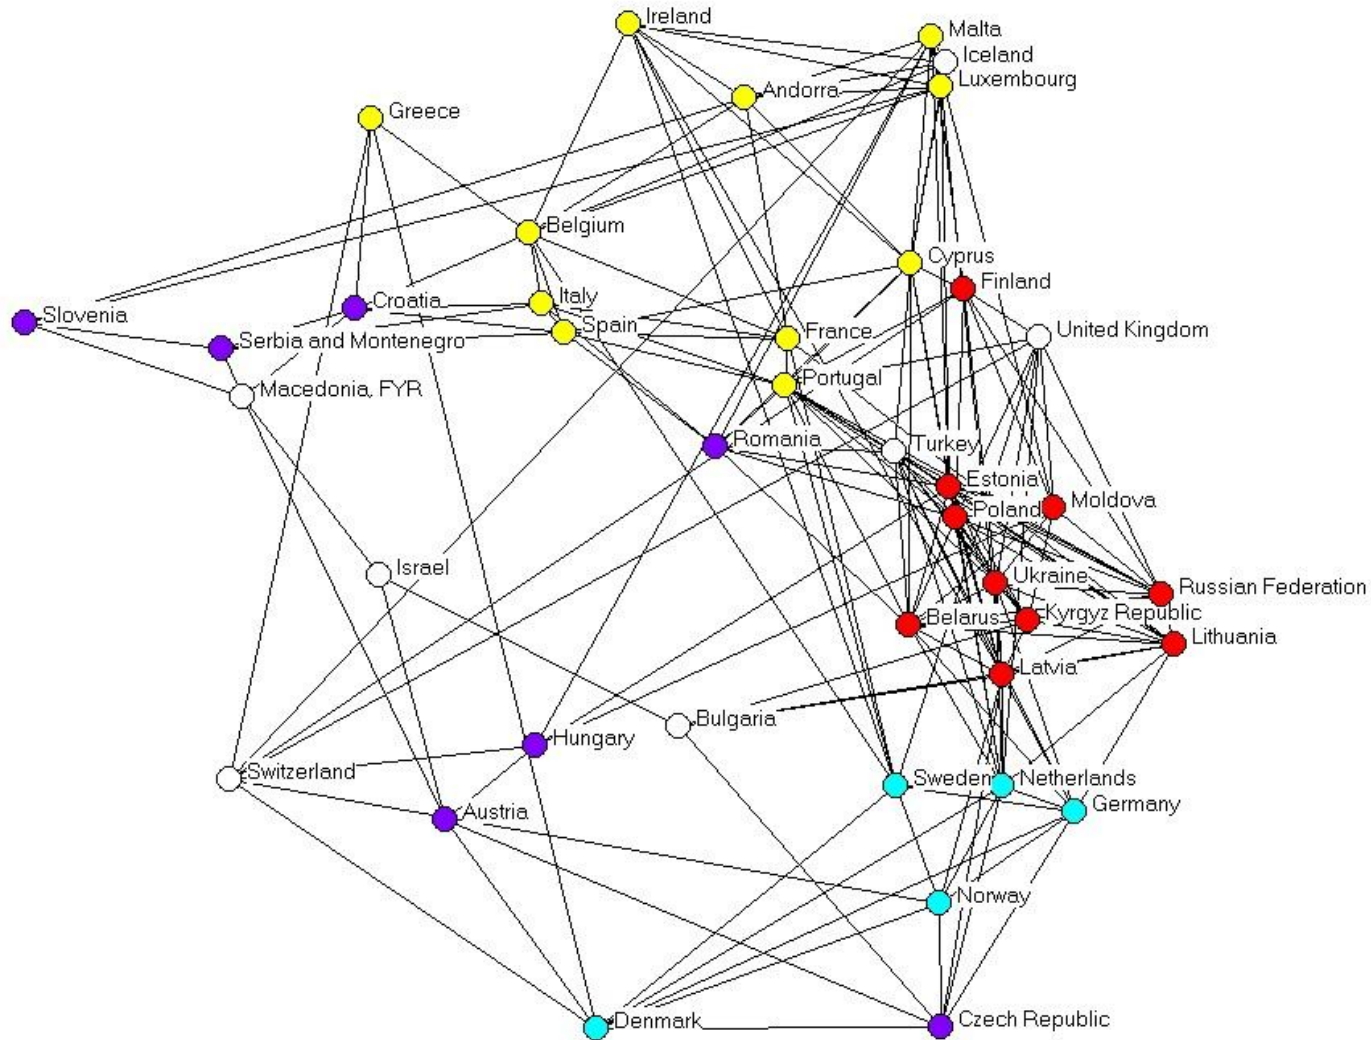 Ireland
Malta
Iceland
Luxembourg
Andorra
Greece
Belgium
Cyprus
Finland
Slovenia
Croatia
Italy
Spain
France
United Kingdom
Serbia and Montenegro
Macedonia, FYR
Portugal
Romania
Turkey
Estonia
Poland
Moldova
Israel
Ukraine
Russian Federation
Belarus
Kyrgyz Republic
Lithuania
Latvia
Bulgaria
Hungary
Switzerland
Sweden
Netherlands
Germany
Austria
Norway
Denmark
Czech Republic